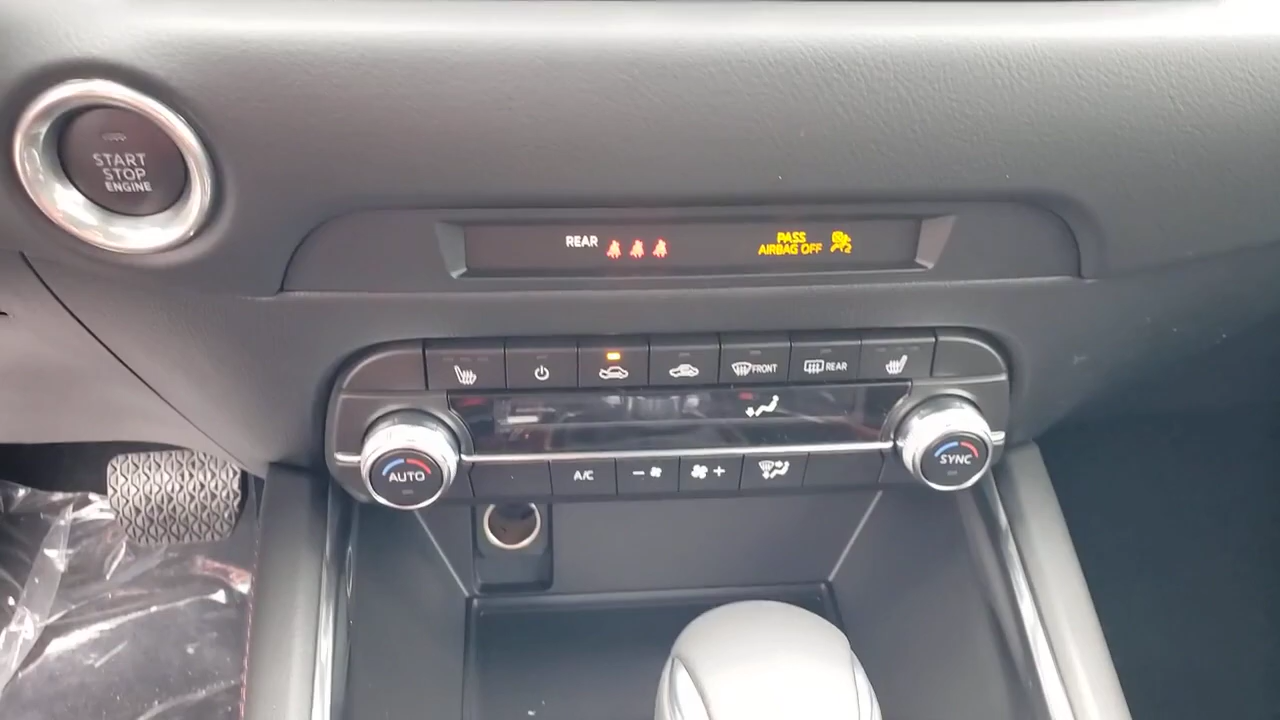 START
STOP
ENGINE
REAR
PASS
AIRBAG OFF
FRONT
REAR
AUTO
A/C
SYNC